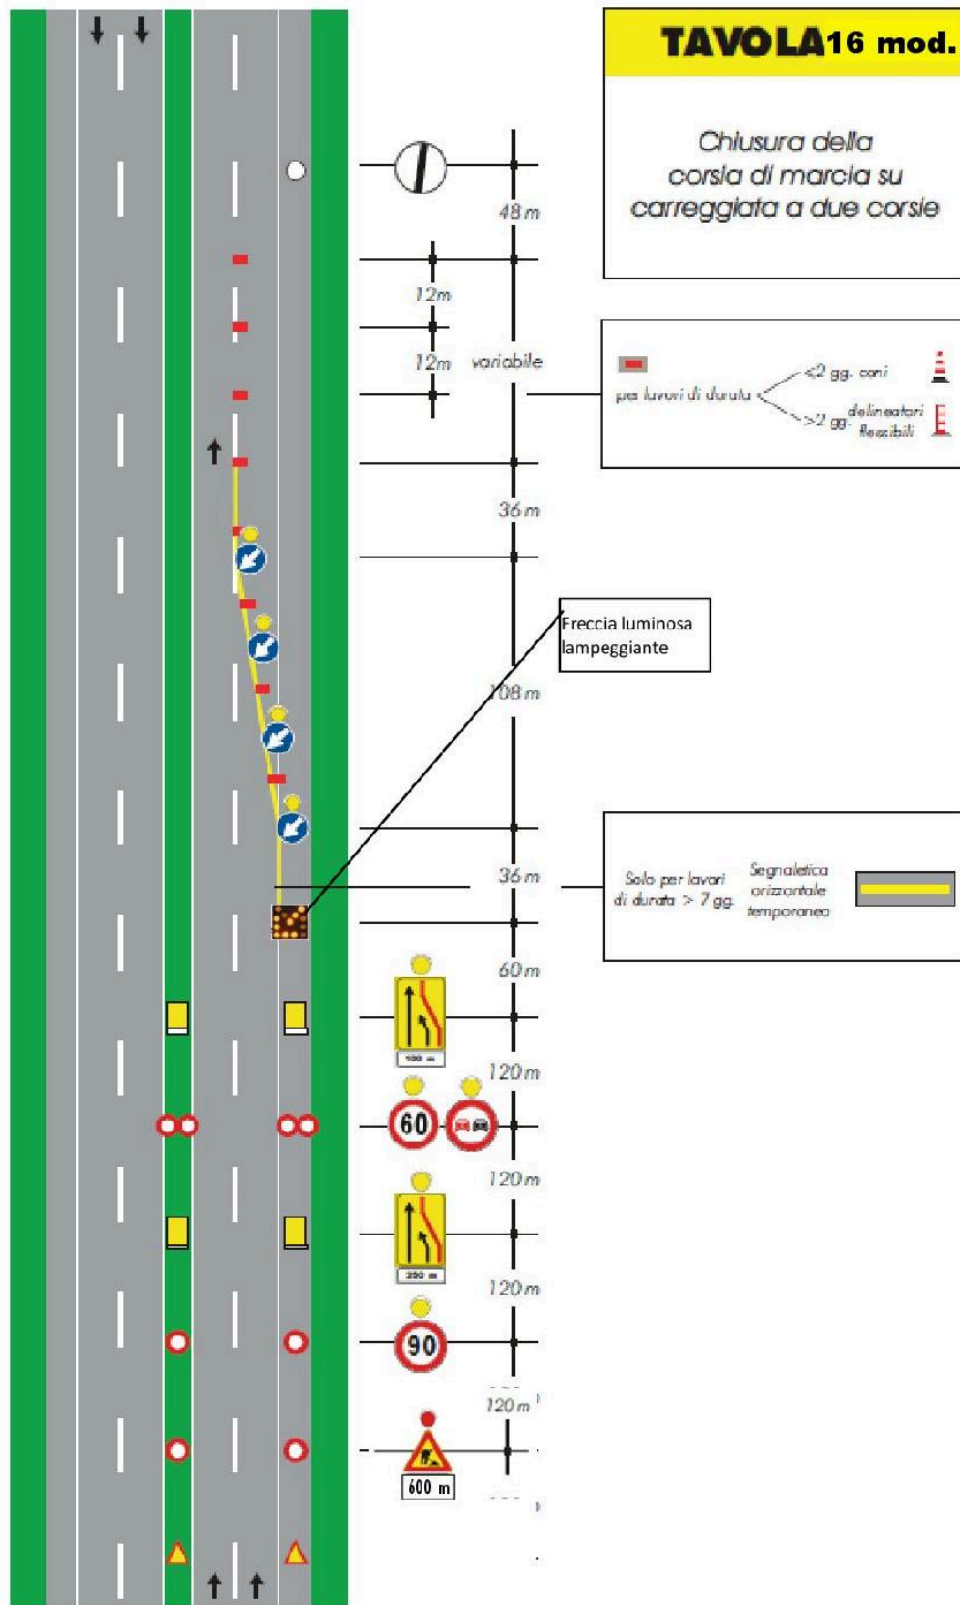 TAVOLA 16 mod.
Chiusura della
corsia di marcia su
carreggiata a due corsie
48 m
12m
12m
variabile
per lavori di durata
<2 gg. coni
>2 gg. delineatori
flessibili
36 m
Freccia luminosa
lampeggiante
108 m
36 m
Solo per lavori
di durata > 7 gg.
Segnaletica
orizzontale
temporanea
60 m
120 m
60
120 m
120 m
90
120 m
600 m